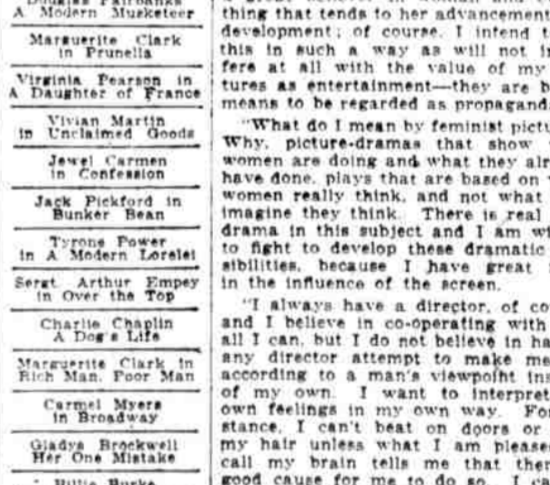 Douglas Fairbanks
A Modern Musketeer
Marguerite Clark
in Prunella
Virginia Pearson in
A Daughter of France
Vivian Martin
in Unclaimed Goods
Jewel Carmen
in Confession
Jack Pickford in
Bunker Bean
Tyrone Power
in A Modern Lorelei
Sergt. Arthur Empey
in Over the Top
Charlie Chaplin
A Dog's Life
Marguerite Clark in
Rich Man, Poor Man
Carmel Myers
in Broadway
Gladys Brockwell
Her One Mistake
Billie Burke
thing that tends to her advancement
development; of course, I intend t
this in such a way as will not in
fere at all with the value of my
tures as entertainment—they are b
means to be regarded as propagand
"What do I mean by feminist pictu
Why, picture-dramas that show
women are doing and what they alr
have done, plays that are based on
women really think, and not what
imagine they think. There is real
drama in this subject and I am wi
to fight to develop these dramatic
sibilities, because I have great
in the influence of the screen.
"I always have a director, of co
and I believe in co-operating with
all I can, but I do not believe in ha
any director attempt to make me
according to a man's viewpoint ins
of my own. I want to interpret
own feelings in my own way. For
stance, I can't beat on doors or
my hair unless what I am please
call my brain tells me that ther
good cause for me to do so. I ca